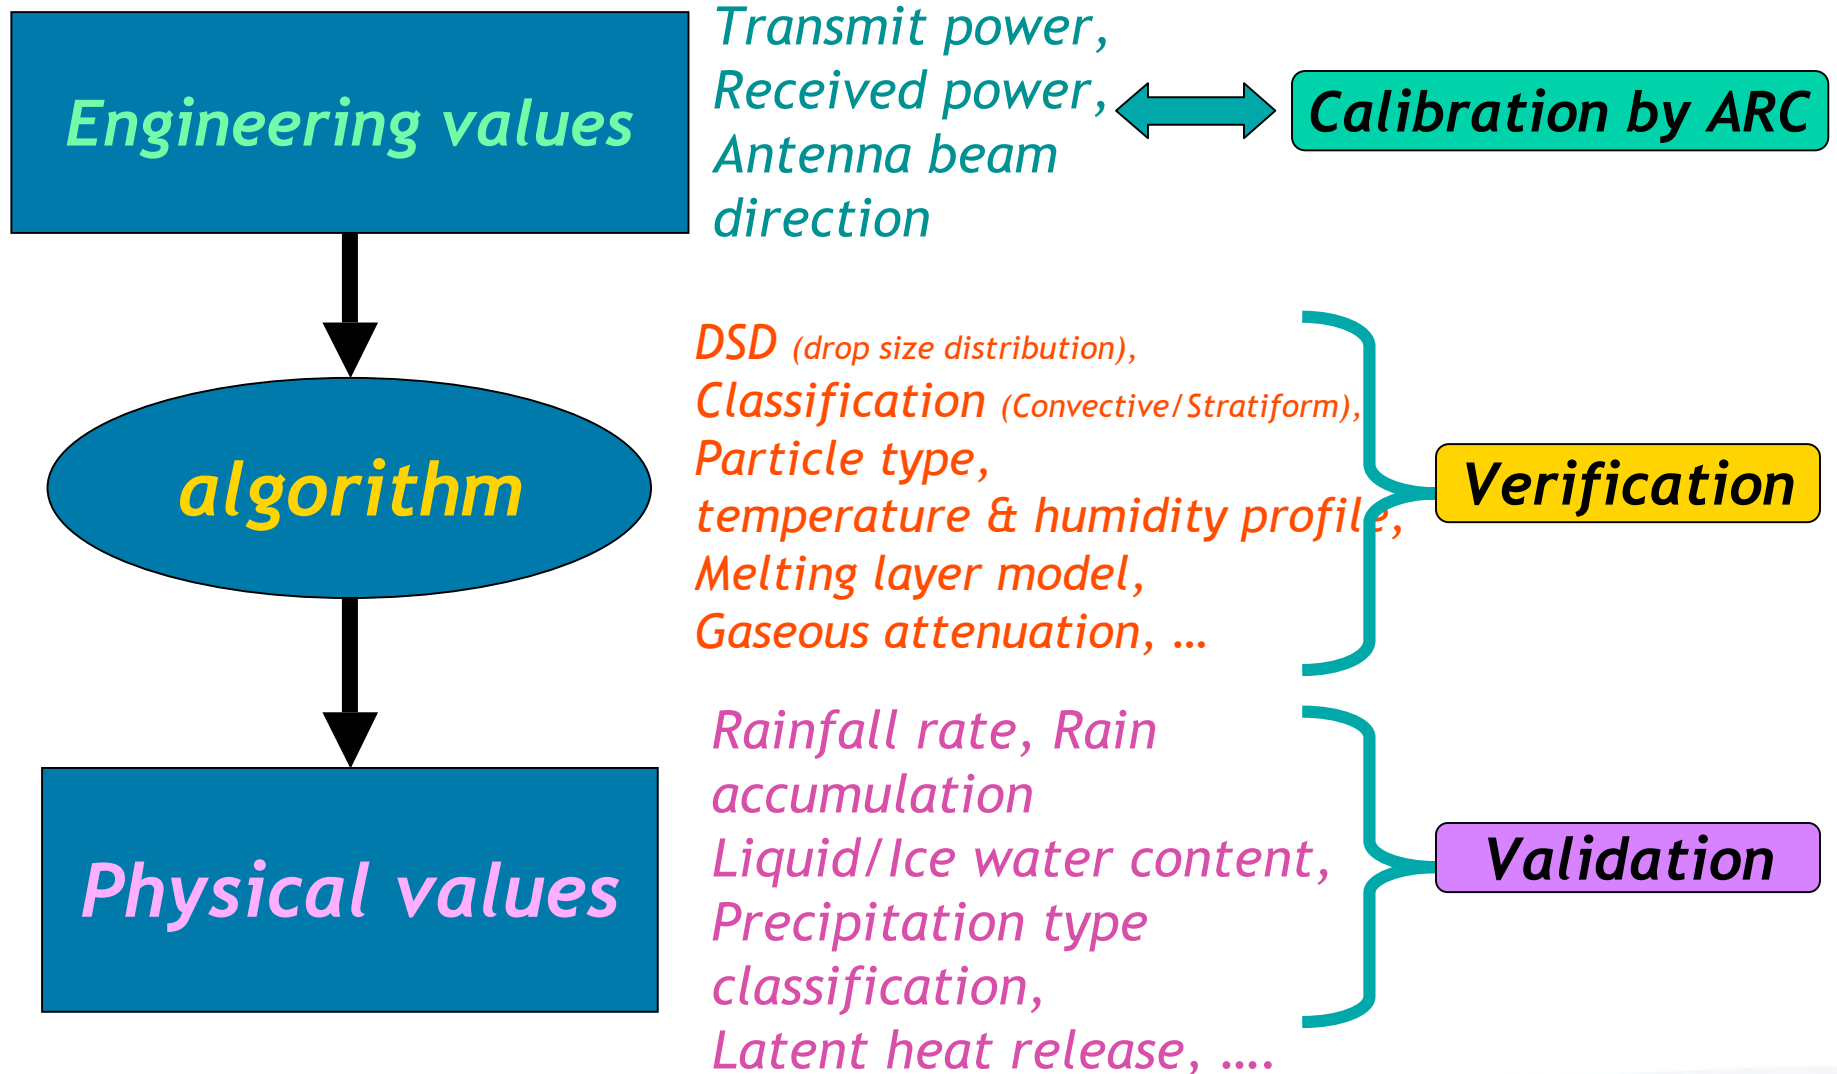 Engineering values
Transmit power,
Received power,
Antenna beam
direction
Calibration by ARC
algorithm
DSD (drop size distribution),
Classification (Convective/Stratiform),
Particle type,
temperature & humidity profile,
Melting layer model,
Gaseous attenuation, …
Verification
Physical values
Rainfall rate, Rain
accumulation
Liquid/Ice water content,
Precipitation type
classification,
Latent heat release, ….
Validation